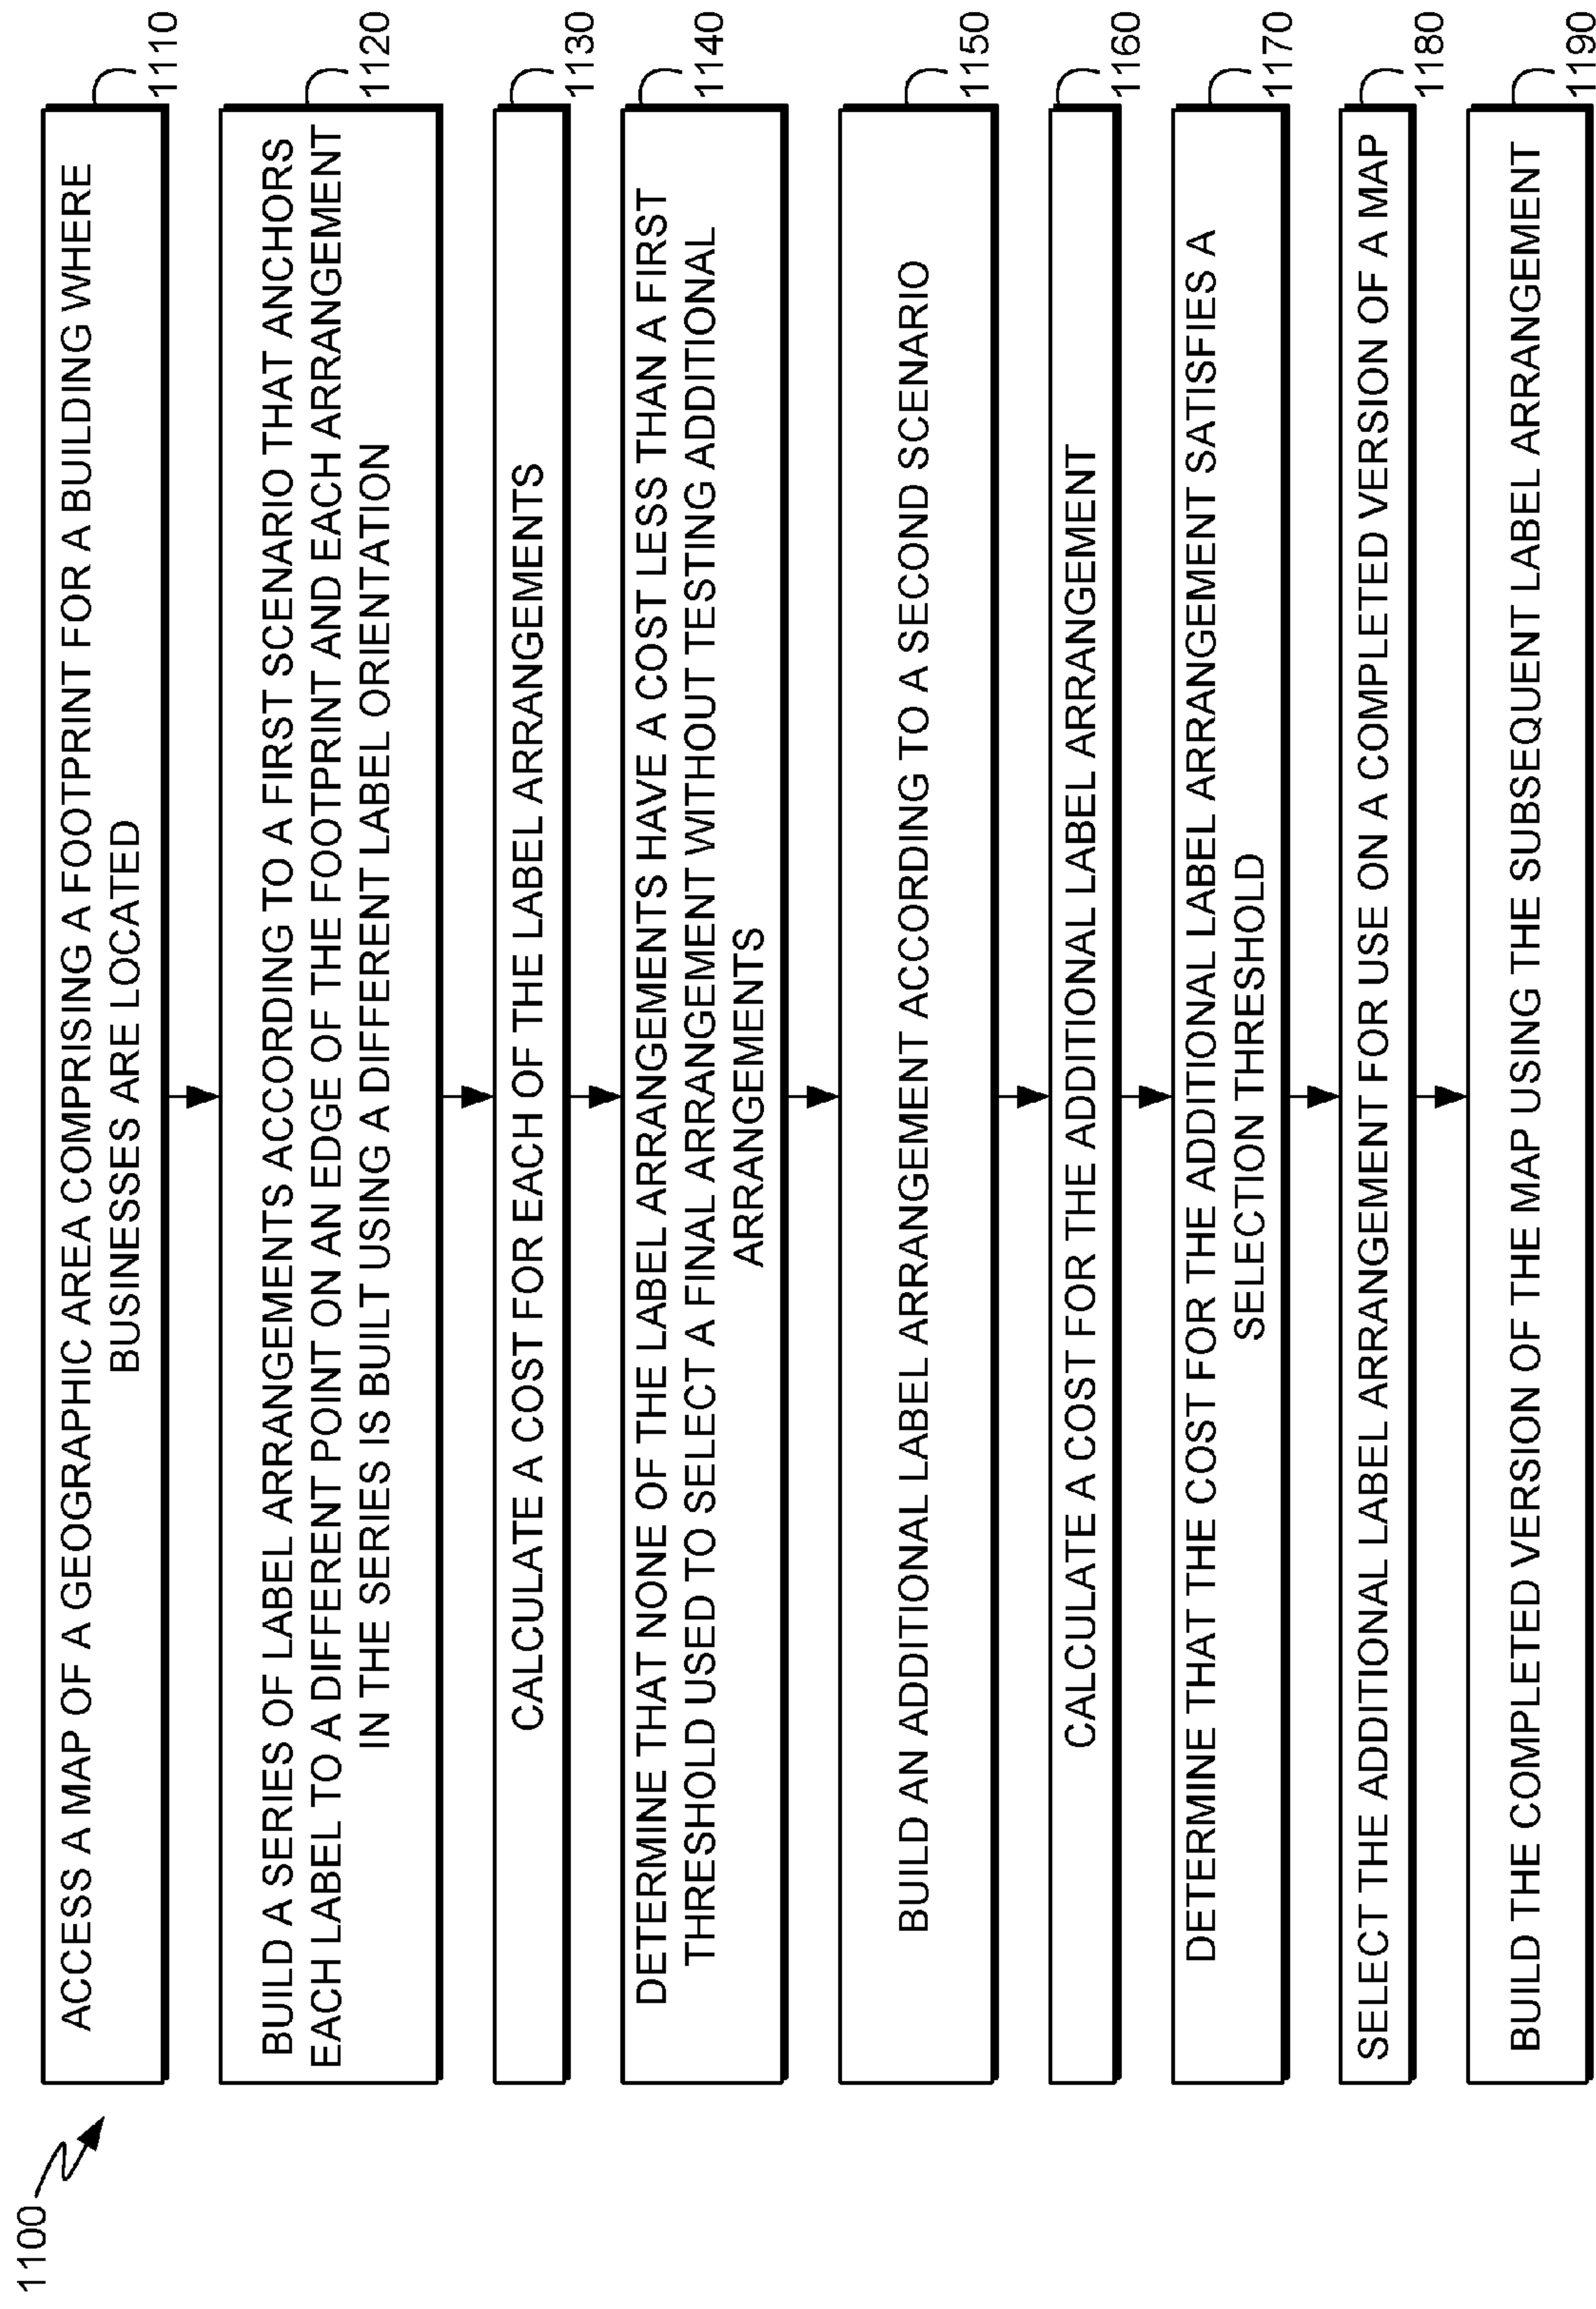 1100
ACCESS A MAP OF A GEOGRAPHIC AREA COMPRISING A FOOTPRINT FOR A BUILDING WHERE
BUSINESSES ARE LOCATED
1110
BUILD A SERIES OF LABEL ARRANGEMENTS ACCORDING TO A FIRST SCENARIO THAT ANCHORS
EACH LABEL TO A DIFFERENT POINT ON AN EDGE OF THE FOOTPRINT AND EACH ARRANGEMENT
IN THE SERIES IS BUILT USING A DIFFERENT LABEL ORIENTATION
1120
CALCULATE A COST FOR EACH OF THE LABEL ARRANGEMENTS
1130
DETERMINE THAT NONE OF THE LABEL ARRANGEMENTS HAVE A COST LESS THAN A FIRST
THRESHOLD USED TO SELECT A FINAL ARRANGEMENT WITHOUT TESTING ADDITIONAL
ARRANGEMENTS
1140
BUILD AN ADDITIONAL LABEL ARRANGEMENT ACCORDING TO A SECOND SCENARIO
1150
CALCULATE A COST FOR THE ADDITIONAL LABEL ARRANGEMENT
1160
DETERMINE THAT THE COST FOR THE ADDITIONAL LABEL ARRANGEMENT SATISFIES A
SELECTION THRESHOLD
1170
SELECT THE ADDITIONAL LABEL ARRANGEMENT FOR USE ON A COMPLETED VERSION OF A MAP
1180
BUILD THE COMPLETED VERSION OF THE MAP USING THE SUBSEQUENT LABEL ARRANGEMENT
1190